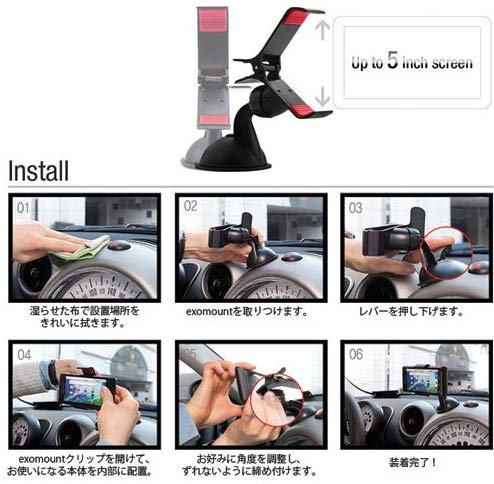 Up to 5 inch screen
Install
01
02
03
湿らせた布で設置場所を
きれいに拭きます。
exomountを取りつけます。
レバーを押し下げます。
04
05
06
exomountクリップを開けて、
お使いになる本体を内部に配置。
お好みに角度を調整し、
ずれないように締め付けます。
装着完了！